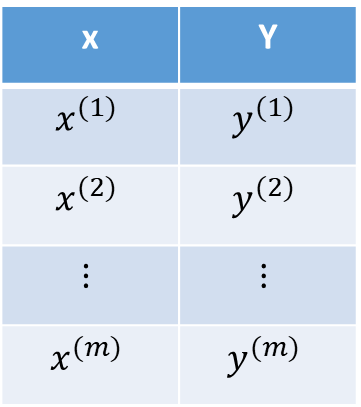 x Y
x^(1) y^(1)
x^(2) y^(2)
⋮ ⋮
x^(m) y^(m)